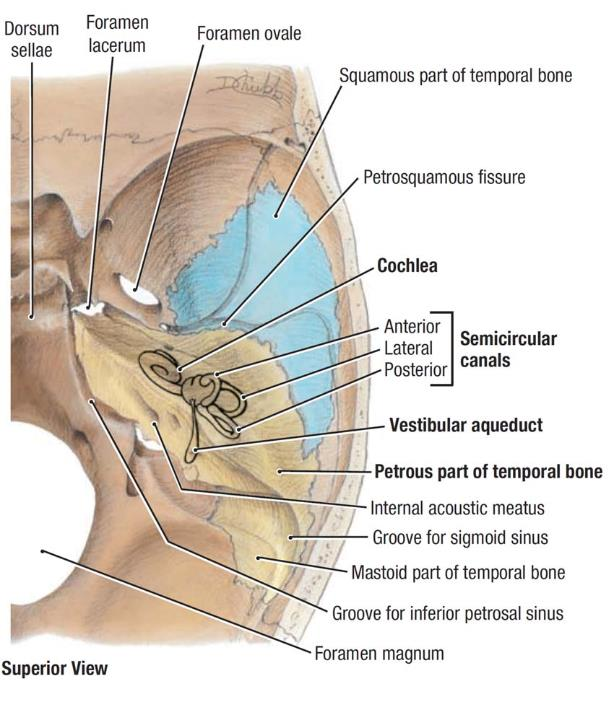 Dorsum
sellae
Foramen
lacerum
Foramen ovale
Squamous part of temporal bone
Petrosquamous fissure
Cochlea
Anterior
Lateral
Posterior
Semicircular
canals
Vestibular aqueduct
Petrous part of temporal bone
Internal acoustic meatus
Groove for sigmoid sinus
Mastoid part of temporal bone
Groove for inferior petrosal sinus
Foramen magnum
Superior View